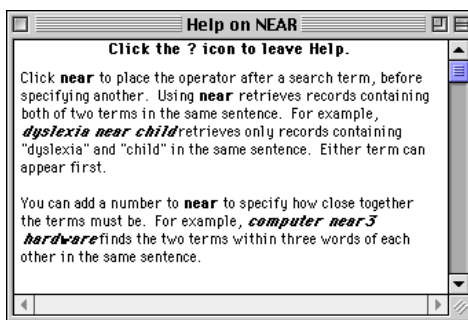 Help on NEAR
Click the ? icon to leave Help.
Click near to place the operator after a search term, before
specifying another. Using near retrieves records containing
both of two terms in the same sentence. For example,
dyslexia near child retrieves only records containing
"dyslexia" and "child" in the same sentence. Either term can
appear first.
You can add a number to near to specify how close together
the terms must be. For example, computer near3
hardware finds the two terms within three words of each
other in the same sentence.